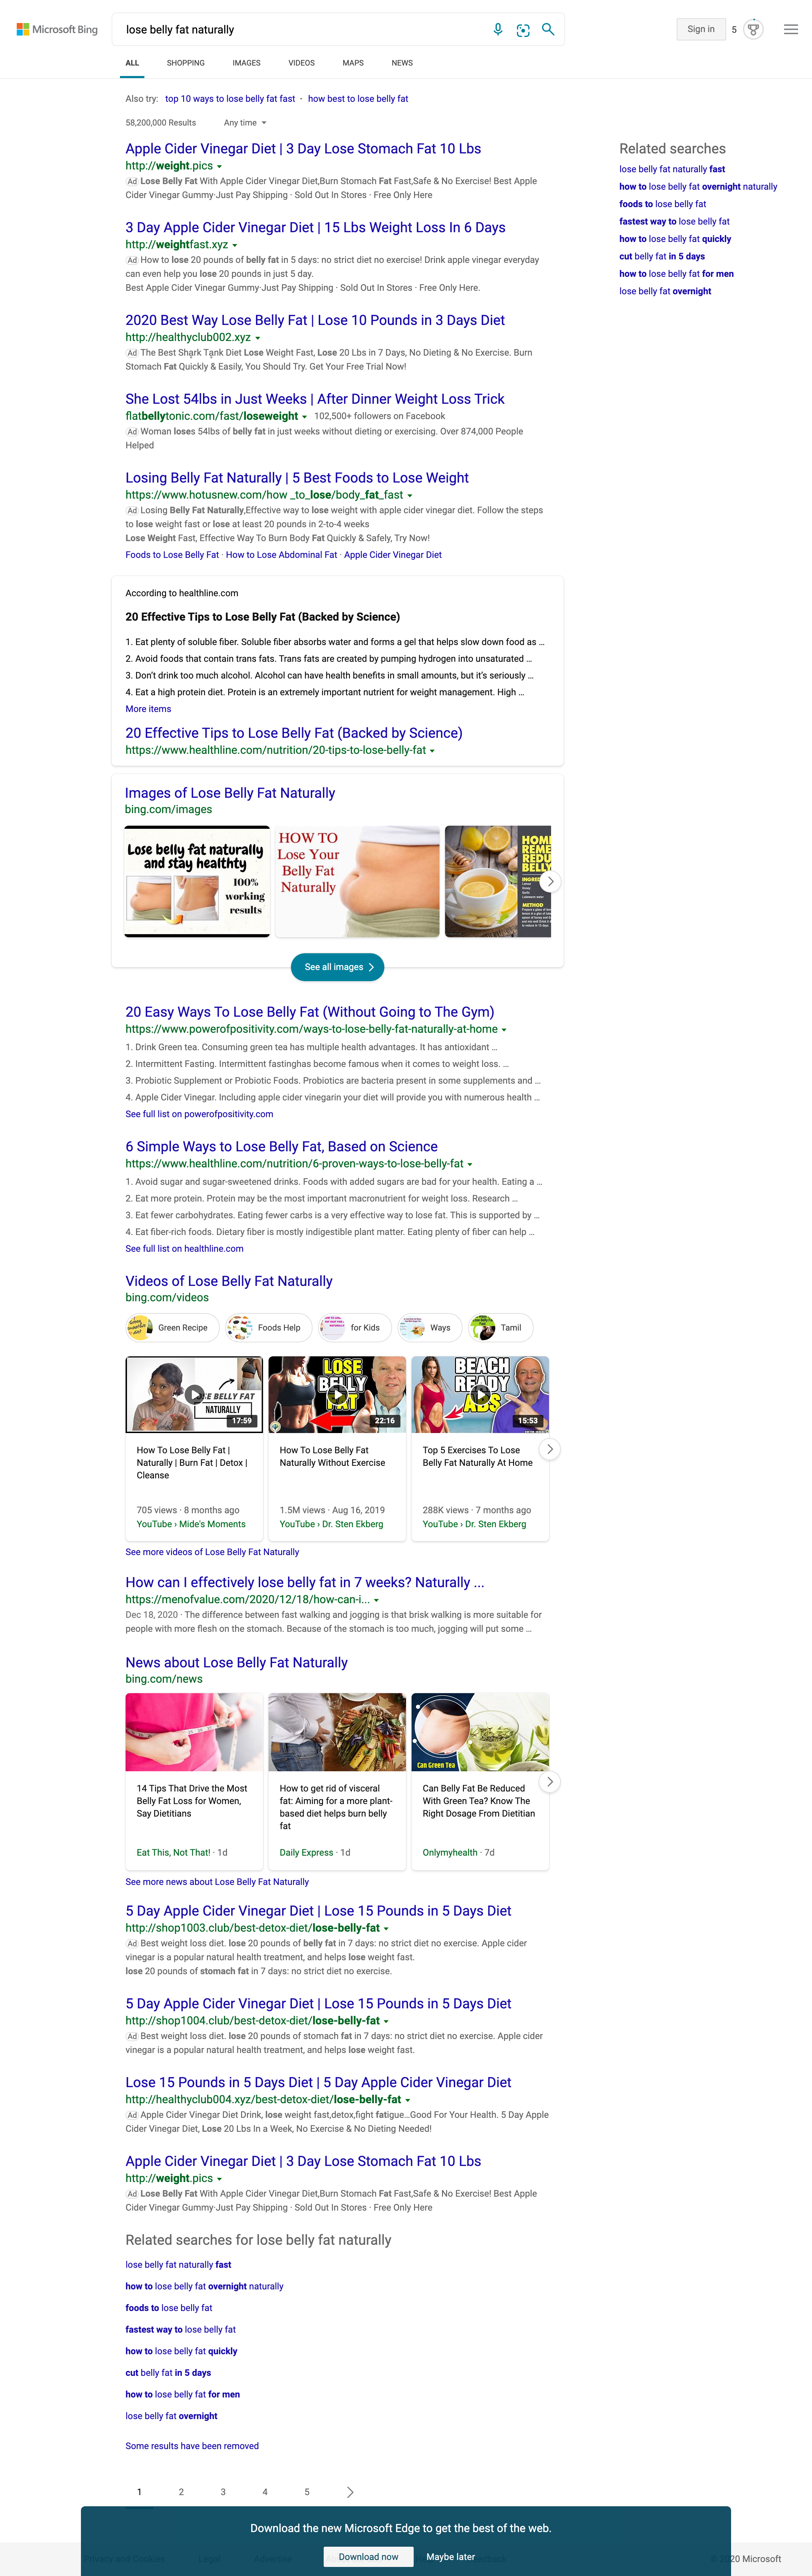 Microsoft Bing
lose belly fat naturally
Sign in
5
ALL
SHOPPING
IMAGES
VIDEOS
MAPS
NEWS
Also try: top 10 ways to lose belly fat fast · how best to lose belly fat
58,200,000 Results
Any time
Apple Cider Vinegar Diet | 3 Day Lose Stomach Fat 10 Lbs
http://weight.pics
Ad Lose Belly Fat With Apple Cider Vinegar Diet,Burn Stomach Fat Fast,Safe & No Exercise! Best Apple
Cider Vinegar Gummy·Just Pay Shipping · Sold Out In Stores · Free Only Here
3 Day Apple Cider Vinegar Diet | 15 Lbs Weight Loss In 6 Days
http://weightfast.xyz
Ad How to lose 20 pounds of belly fat in 5 days: no strict diet no exercise! Drink apple vinegar everyday
can even help you lose 20 pounds in just 5 day.
Best Apple Cider Vinegar Gummy·Just Pay Shipping · Sold Out In Stores · Free Only Here.
2020 Best Way Lose Belly Fat | Lose 10 Pounds in 3 Days Diet
http://healthyclub002.xyz
Ad The Best Shạrk Tạnk Diet Lose Weight Fast, Lose 20 Lbs in 7 Days, No Dieting & No Exercise. Burn
Stomach Fat Quickly & Easily, You Should Try. Get Your Free Trial Now!
She Lost 54lbs in Just Weeks | After Dinner Weight Loss Trick
flatbellytonic.com/fast/loseweight
102,500+ followers on Facebook
Ad Woman loses 54lbs of belly fat in just weeks without dieting or exercising. Over 874,000 People
Helped
Losing Belly Fat Naturally | 5 Best Foods to Lose Weight
https://www.hotusnew.com/how _to_lose/body_fat_fast
Ad Losing Belly Fat Naturally,Effective way to lose weight with apple cider vinegar diet. Follow the steps
to lose weight fast or lose at least 20 pounds in 2-to-4 weeks
Lose Weight Fast, Effective Way To Burn Body Fat Quickly & Safely, Try Now!
Foods to Lose Belly Fat · How to Lose Abdominal Fat · Apple Cider Vinegar Diet
According to healthline.com
20 Effective Tips to Lose Belly Fat (Backed by Science)
1. Eat plenty of soluble fiber. Soluble fiber absorbs water and forms a gel that helps slow down food as ...
2. Avoid foods that contain trans fats. Trans fats are created by pumping hydrogen into unsaturated ...
3. Don't drink too much alcohol. Alcohol can have health benefits in small amounts, but it's seriously ...
4. Eat a high protein diet. Protein is an extremely important nutrient for weight management. High ...
More items
20 Effective Tips to Lose Belly Fat (Backed by Science)
https://www.healthline.com/nutrition/20-tips-to-lose-belly-fat
Images of Lose Belly Fat Naturally
bing.com/images
Lose belly fat naturally
and stay healthty
100%
working
results
HOW TO
Lose Your
Belly Fat
Naturally
See all images
20 Easy Ways To Lose Belly Fat (Without Going to The Gym)
https://www.powerofpositivity.com/ways-to-lose-belly-fat-naturally-at-home
1. Drink Green tea. Consuming green tea has multiple health advantages. It has antioxidant ...
2. Intermittent Fasting. Intermittent fastinghas become famous when it comes to weight loss. ...
3. Probiotic Supplement or Probiotic Foods. Probiotics are bacteria present in some supplements and ...
4. Apple Cider Vinegar. Including apple cider vinegarin your diet will provide you with numerous health ...
See full list on powerofpositivity.com
6 Simple Ways to Lose Belly Fat, Based on Science
https://www.healthline.com/nutrition/6-proven-ways-to-lose-belly-fat
1. Avoid sugar and sugar-sweetened drinks. Foods with added sugars are bad for your health. Eating a ...
2. Eat more protein. Protein may be the most important macronutrient for weight loss. Research ...
3. Eat fewer carbohydrates. Eating fewer carbs is a very effective way to lose fat. This is supported by ...
4. Eat fiber-rich foods. Dietary fiber is mostly indigestible plant matter. Eating plenty of fiber can help ...
See full list on healthline.com
Videos of Lose Belly Fat Naturally
bing.com/videos
Green Recipe
Foods Help
for Kids
Ways
Tamil
BELLY FAT
NATURALLY
17:59
LOSE
BELLY
FAT
22:16
BEACH
READY
ABS
15:53
How To Lose Belly Fat |
Naturally | Burn Fat | Detox |
Cleanse
705 views · 8 months ago
YouTube › Mide's Moments
How To Lose Belly Fat
Naturally Without Exercise
1.5M views · Aug 16, 2019
YouTube › Dr. Sten Ekberg
Top 5 Exercises To Lose
Belly Fat Naturally At Home
288K views · 7 months ago
YouTube › Dr. Sten Ekberg
See more videos of Lose Belly Fat Naturally
How can I effectively lose belly fat in 7 weeks? Naturally ...
https://menofvalue.com/2020/12/18/how-can-i...
Dec 18, 2020 · The difference between fast walking and jogging is that brisk walking is more suitable for
people with more flesh on the stomach. Because of the stomach is too much, jogging will put some ...
News about Lose Belly Fat Naturally
bing.com/news
Can Green Tea
14 Tips That Drive the Most
Belly Fat Loss for Women,
Say Dietitians
Eat This, Not That! · 1d
How to get rid of visceral
fat: Aiming for a more plant-
based diet helps burn belly
fat
Daily Express · 1d
Can Belly Fat Be Reduced
With Green Tea? Know The
Right Dosage From Dietitian
Onlymyhealth · 7d
See more news about Lose Belly Fat Naturally
5 Day Apple Cider Vinegar Diet | Lose 15 Pounds in 5 Days Diet
http://shop1003.club/best-detox-diet/lose-belly-fat
Ad Best weight loss diet. lose 20 pounds of belly fat in 7 days: no strict diet no exercise. Apple cider
vinegar is a popular natural health treatment, and helps lose weight fast.
lose 20 pounds of stomach fat in 7 days: no strict diet no exercise.
5 Day Apple Cider Vinegar Diet | Lose 15 Pounds in 5 Days Diet
http://shop1004.club/best-detox-diet/lose-belly-fat
Ad Best weight loss diet. lose 20 pounds of stomach fat in 7 days: no strict diet no exercise. Apple cider
vinegar is a popular natural health treatment, and helps lose weight fast.
Lose 15 Pounds in 5 Days Diet | 5 Day Apple Cider Vinegar Diet
http://healthyclub004.xyz/best-detox-diet/lose-belly-fat
Ad Apple Cider Vinegar Diet Drink, lose weight fast,detox,fight fatigue…Good For Your Health. 5 Day Apple
Cider Vinegar Diet, Lose 20 Lbs In a Week, No Exercise & No Dieting Needed!
Apple Cider Vinegar Diet | 3 Day Lose Stomach Fat 10 Lbs
http://weight.pics
Ad Lose Belly Fat With Apple Cider Vinegar Diet,Burn Stomach Fat Fast,Safe & No Exercise! Best Apple
Cider Vinegar Gummy·Just Pay Shipping · Sold Out In Stores · Free Only Here
Related searches for lose belly fat naturally
lose belly fat naturally fast
how to lose belly fat overnight naturally
foods to lose belly fat
fastest way to lose belly fat
how to lose belly fat quickly
cut belly fat in 5 days
how to lose belly fat for men
lose belly fat overnight
Some results have been removed
1 2 3 4 5
Related searches
lose belly fat naturally fast
how to lose belly fat overnight naturally
foods to lose belly fat
fastest way to lose belly fat
how to lose belly fat quickly
cut belly fat in 5 days
how to lose belly fat for men
lose belly fat overnight
Download the new Microsoft Edge to get the best of the web.
Download now
Maybe later
20 Microsoft